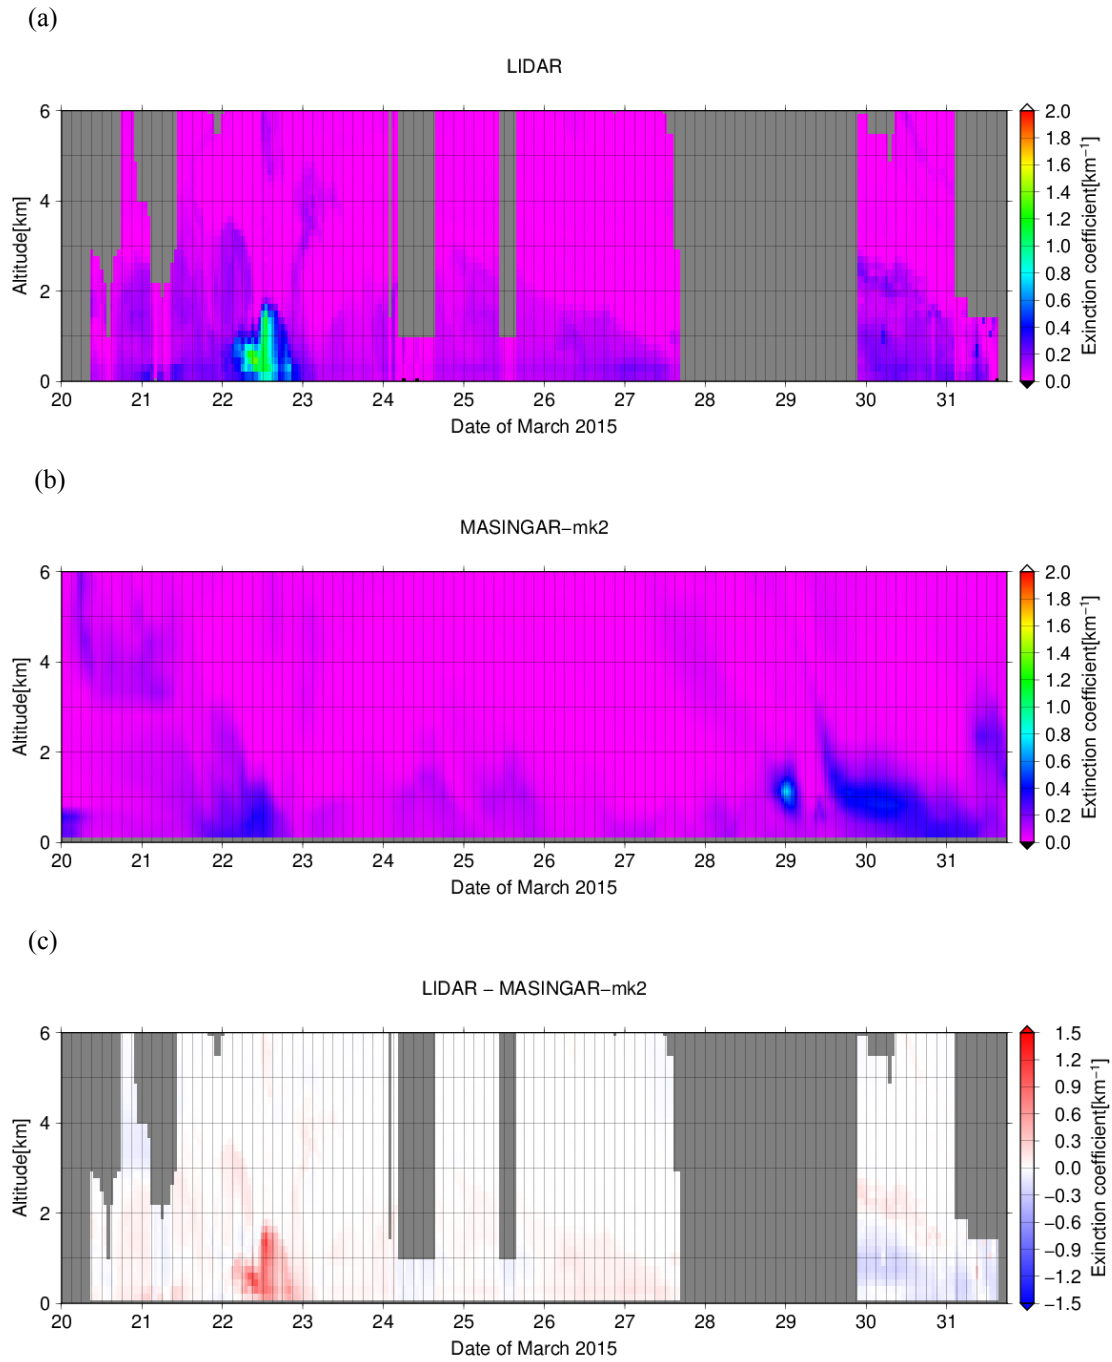 (a)
LIDAR
Altitude[km]
6
4
2
0
20 21 22 23 24 25 26 27 28 29 30 31
Date of March 2015
2.0
1.8
1.6
1.4
1.2
1.0
0.8
0.6
0.4
0.2
0.0
Exinction coefficient[km−1]
(b)
MASINGAR−mk2
Altitude[km]
6
4
2
0
20 21 22 23 24 25 26 27 28 29 30 31
Date of March 2015
2.0
1.8
1.6
1.4
1.2
1.0
0.8
0.6
0.4
0.2
0.0
Extinction coefficient[km−1]
(c)
LIDAR − MASINGAR−mk2
Altitude[km]
6
4
2
0
20 21 22 23 24 25 26 27 28 29 30 31
Date of March 2015
1.5
1.2
0.9
0.6
0.3
0.0
−0.3
−0.6
−0.9
−1.2
−1.5
Exinction coefficient[km−1]